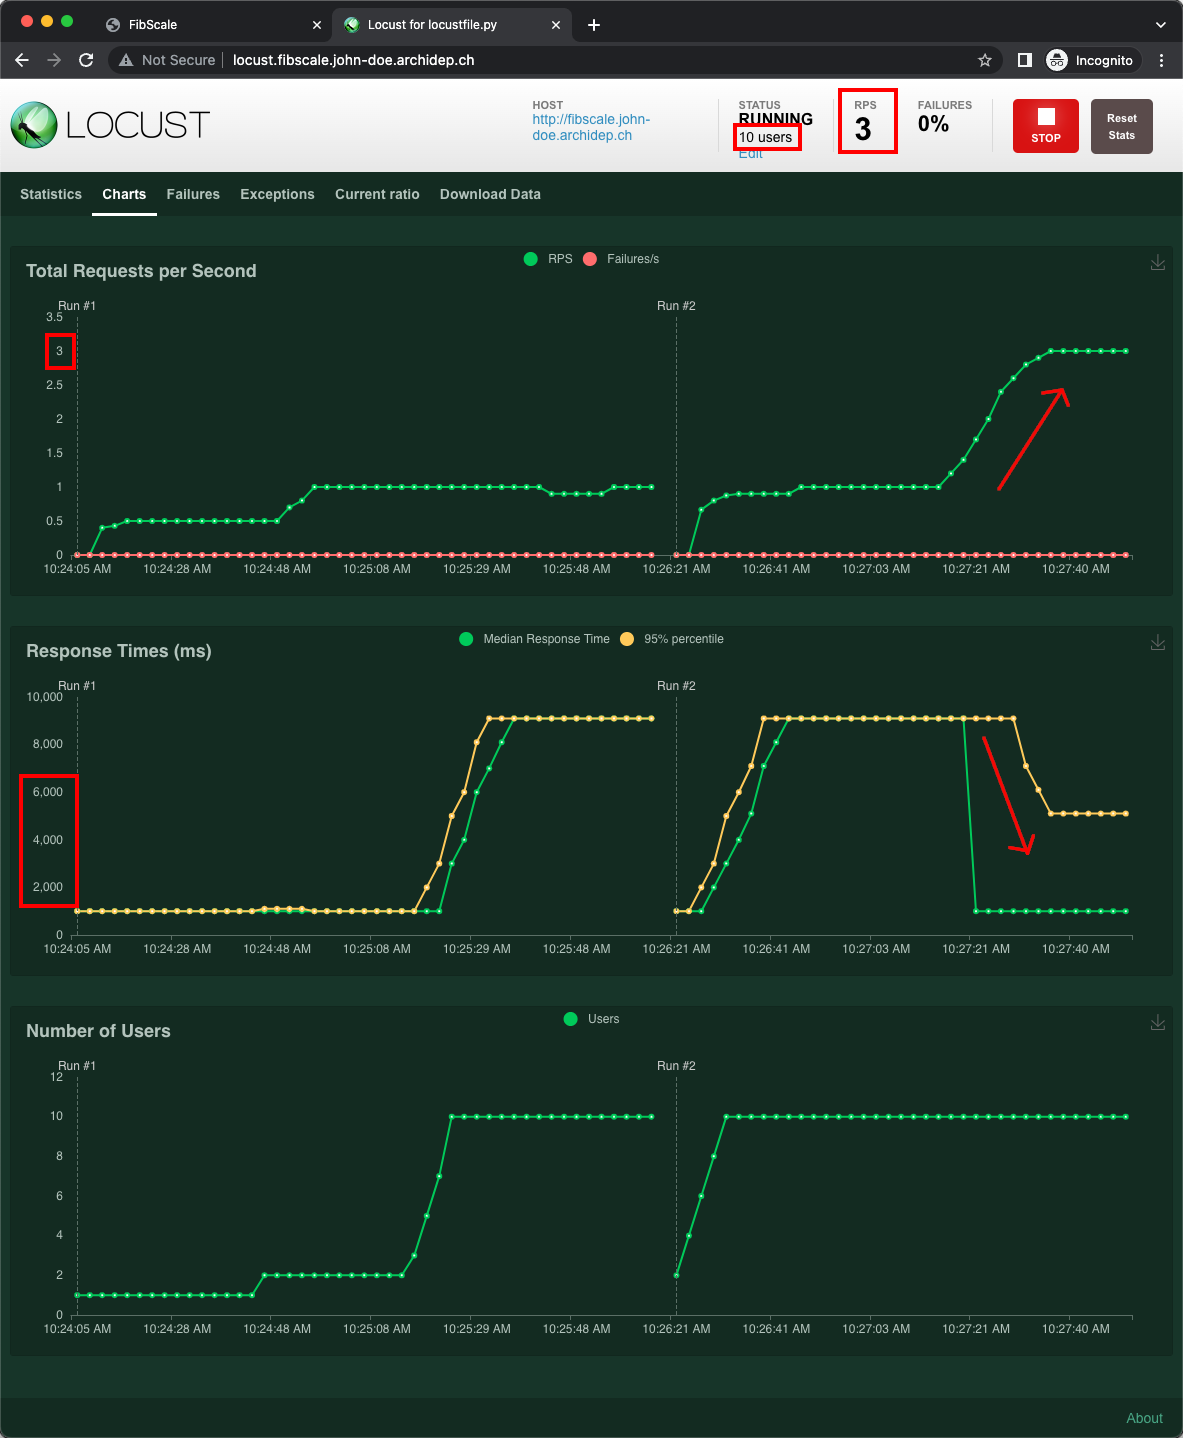 FibScale
Locust for locustfile.py
Not Secure
locust.fibscale.john-doe.archidep.ch
Incognito
LOCUST
HOST
http://fibscale.john-
doe.archidep.ch
STATUS
RUNNING
10 users
Edit
RPS
3
FAILURES
0%
STOP
Reset
Stats
Statistics
Charts
Failures
Exceptions
Current ratio
Download Data
Total Requests per Second
RPS
Failures/s
Run #1
Run #2
3.5
3
2.5
2
1.5
1
0.5
0
10:24:05 AM
10:24:28 AM
10:24:48 AM
10:25:08 AM
10:25:29 AM
10:25:48 AM
10:26:21 AM
10:26:41 AM
10:27:03 AM
10:27:21 AM
10:27:40 AM
Response Times (ms)
Median Response Time
95% percentile
Run #1
Run #2
10,000
8,000
6,000
4,000
2,000
0
10:24:05 AM
10:24:28 AM
10:24:48 AM
10:25:08 AM
10:25:29 AM
10:25:48 AM
10:26:21 AM
10:26:41 AM
10:27:03 AM
10:27:21 AM
10:27:40 AM
Number of Users
Users
Run #1
Run #2
12
10
8
6
4
2
0
10:24:05 AM
10:24:28 AM
10:24:48 AM
10:25:08 AM
10:25:29 AM
10:25:48 AM
10:26:21 AM
10:26:41 AM
10:27:03 AM
10:27:21 AM
10:27:40 AM
About